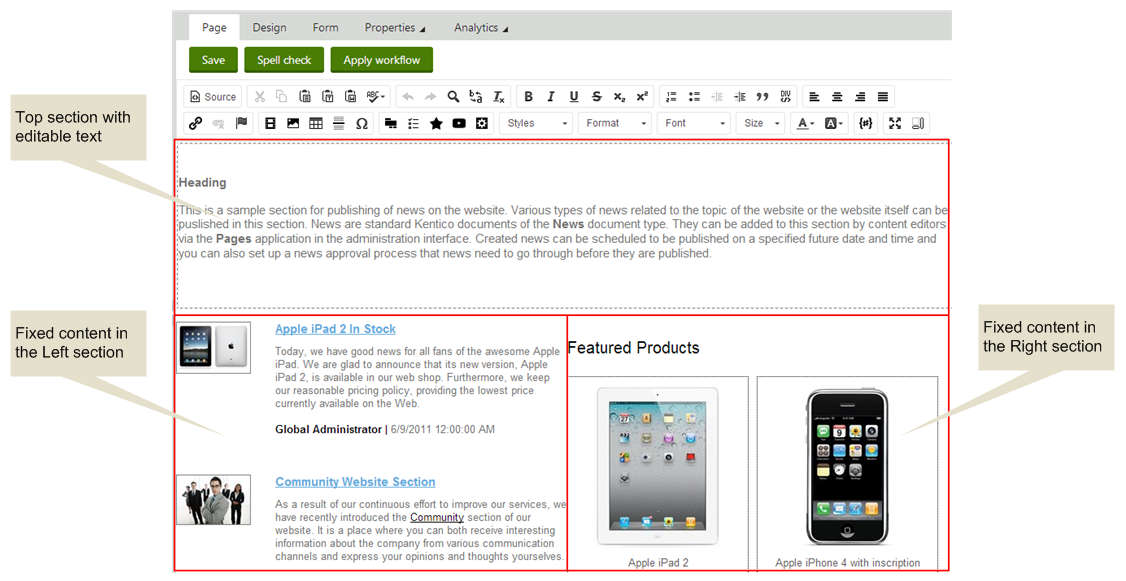 Page Design Form Properties Analytics
Save Spell check Apply workflow
Source
Styles Format Font Size
Top section with
editable text
Heading
This is a sample section for publishing of news on the website. Various types of news related to the topic of the website or the website itself can be
puslished in this section. News are standard Kentico documents of the News document type. They can be added to this section by content editors
via the Pages application in the administration interface. Created news can be scheduled to be published on a specified future date and time and
you can also set up a news approval process that news need to go through before they are published.
Fixed content in
the Left section
Apple iPad 2 In Stock
Today, we have good news for all fans of the awesome Apple
iPad. We are glad to announce that its new version, Apple
iPad 2, is available in our web shop. Furthermore, we keep
our reasonable pricing policy, providing the lowest price
currently available on the Web.
Global Administrator | 6/9/2011 12:00:00 AM
Community Website Section
As a result of our continuous effort to improve our services, we
have recently introduced the Community section of our
website. It is a place where you can both receive interesting
information about the company from various communication
channels and express your opinions and thoughts yourselves.
Featured Products
Apple iPad 2
Apple iPhone 4 with inscription
Fixed content in
the Right section